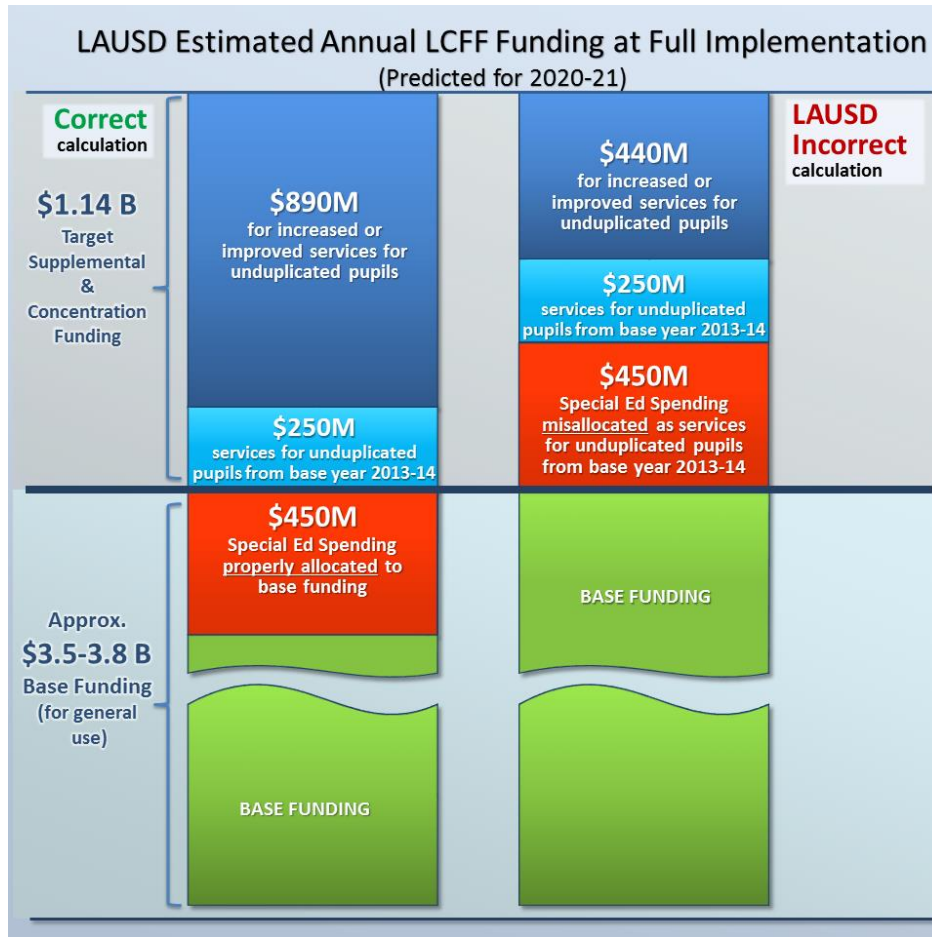 LAUSD Estimated Annual LCFF Funding at Full Implementation
(Predicted for 2020-21)
Correct
calculation
$1.14 B
Target
Supplemental
&
Concentration
Funding
$890M
for increased or
improved services for
unduplicated pupils
$250M
services for unduplicated
pupils from base year 2013-14
$440M
for increased or
improved services for
unduplicated pupils
$250M
services for unduplicated
pupils from base year 2013-14
$450M
Special Ed Spending
misallocated as services
for unduplicated pupils
from base year 2013-14
LAUSD
Incorrect
calculation
Approx.
$3.5-3.8 B
Base Funding
(for general
use)
$450M
Special Ed Spending
properly allocated to
base funding
BASE FUNDING
BASE FUNDING